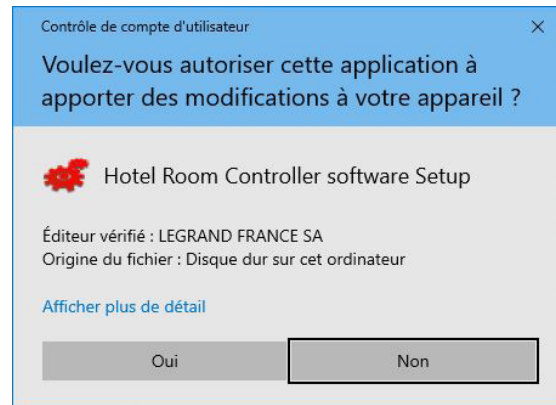 Contrôle de compte d'utilisateur
Voulez-vous autoriser cette application à
apporter des modifications à votre appareil ?
Hotel Room Controller software Setup
Éditeur vérifié : LEGRAND FRANCE SA
Origine du fichier : Disque dur sur cet ordinateur
Afficher plus de détail
Oui
Non